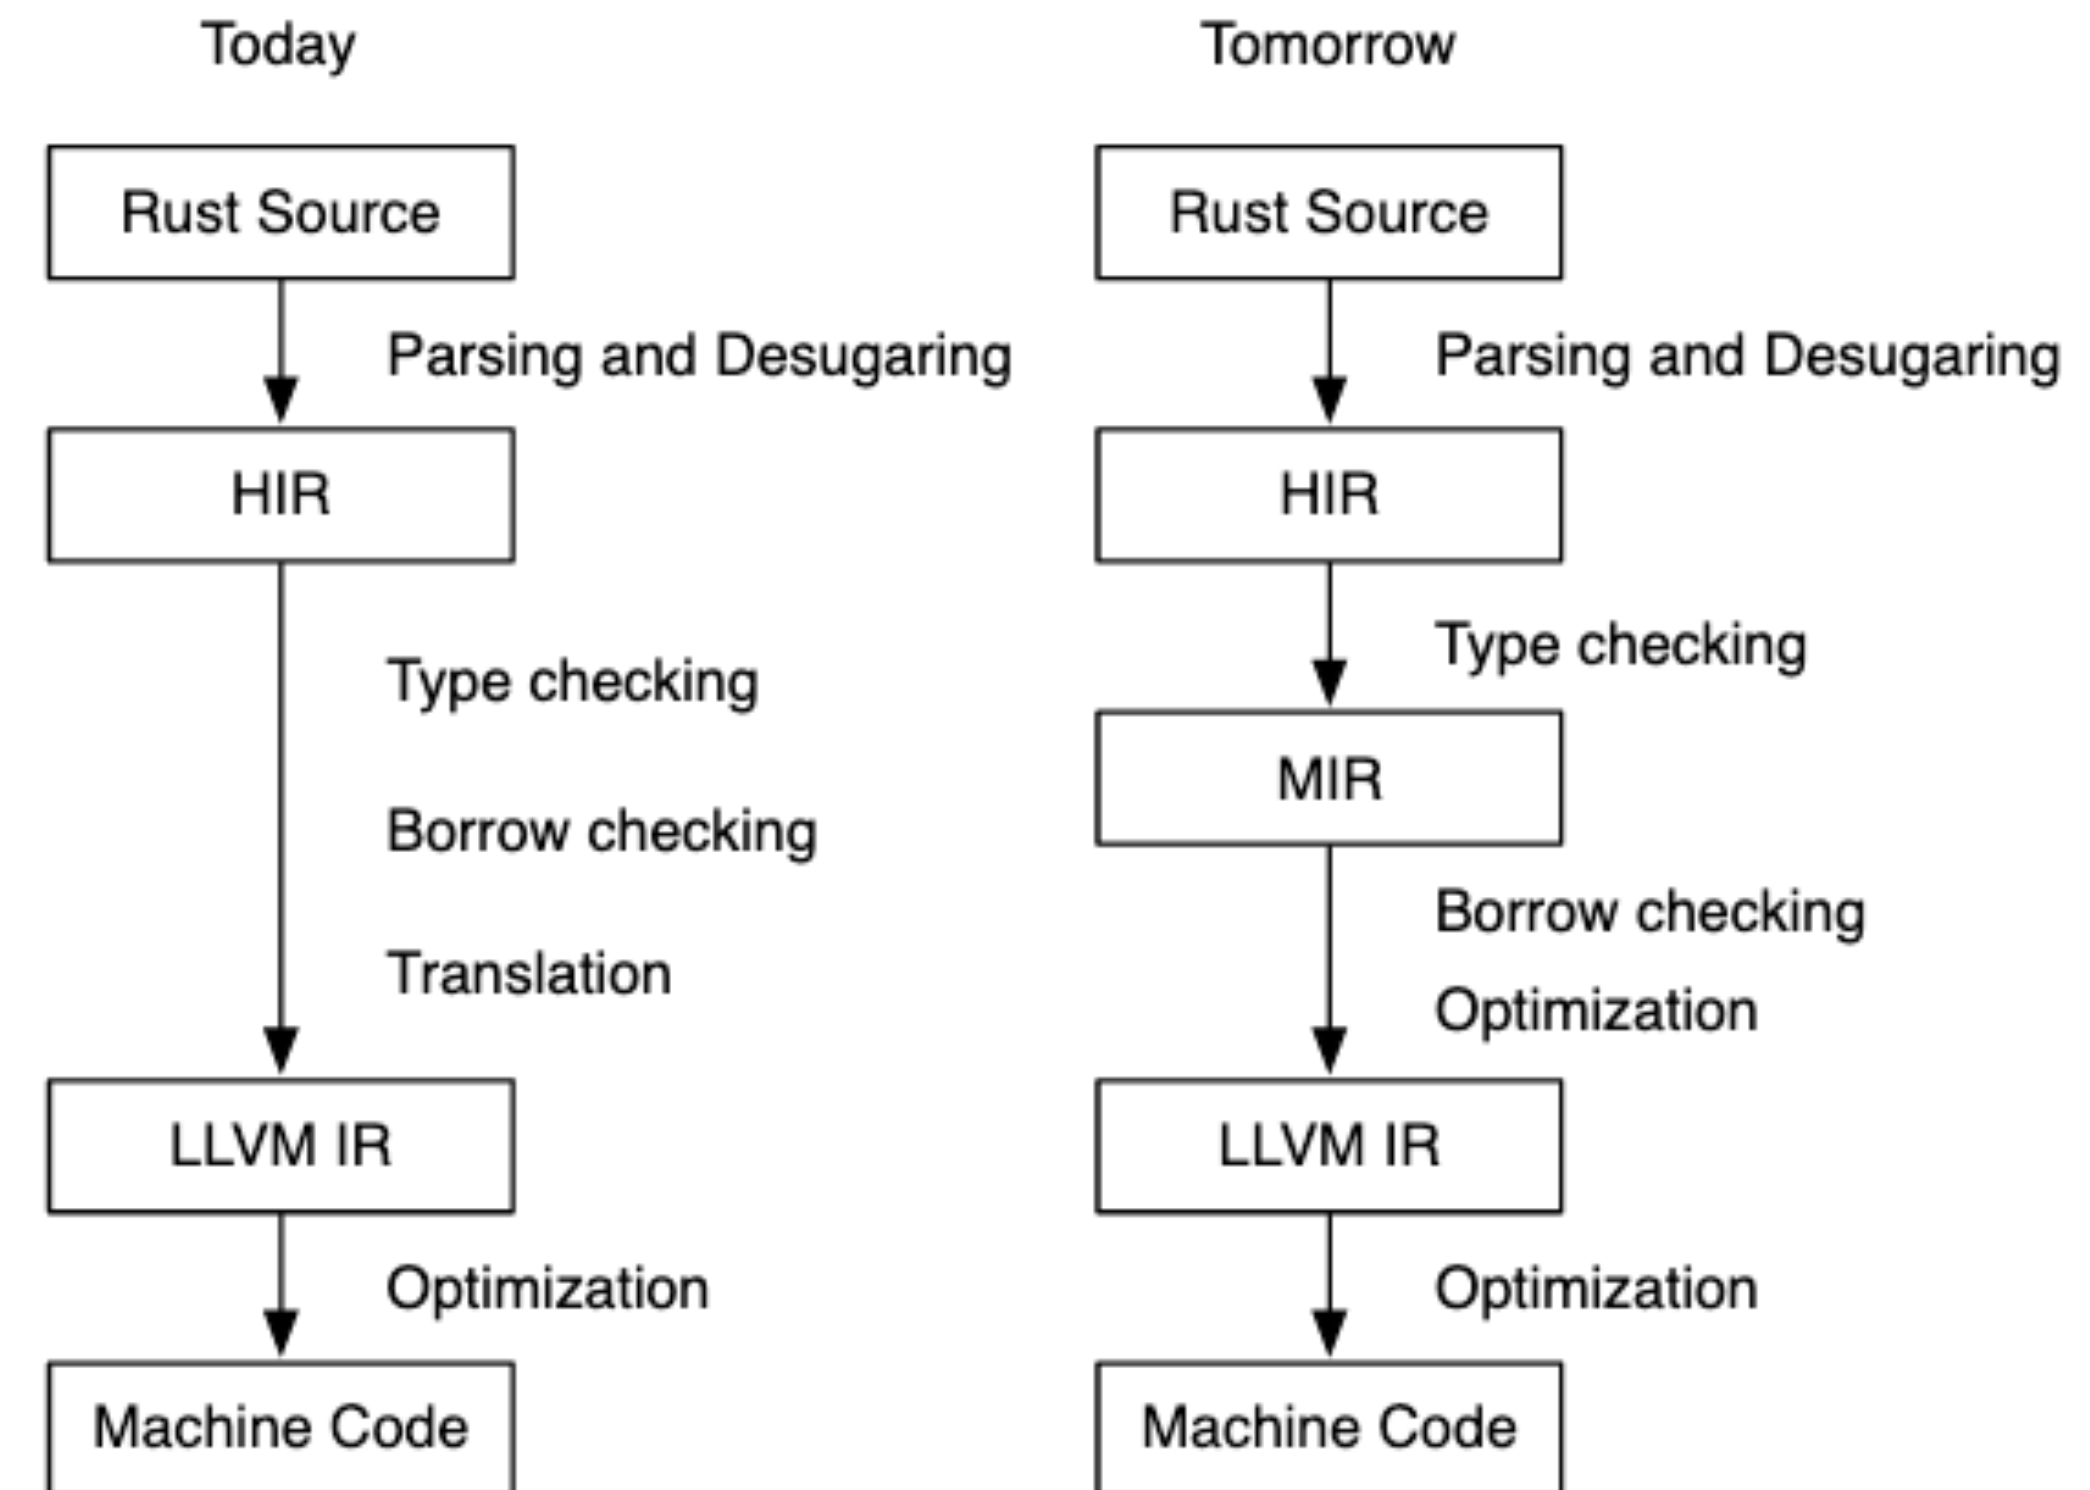 Today
Rust Source
Parsing and Desugaring
HIR
Type checking
Borrow checking
Translation
LLVM IR
Optimization
Machine Code
Tomorrow
Rust Source
Parsing and Desugaring
HIR
Type checking
MIR
Borrow checking
Optimization
LLVM IR
Optimization
Machine Code